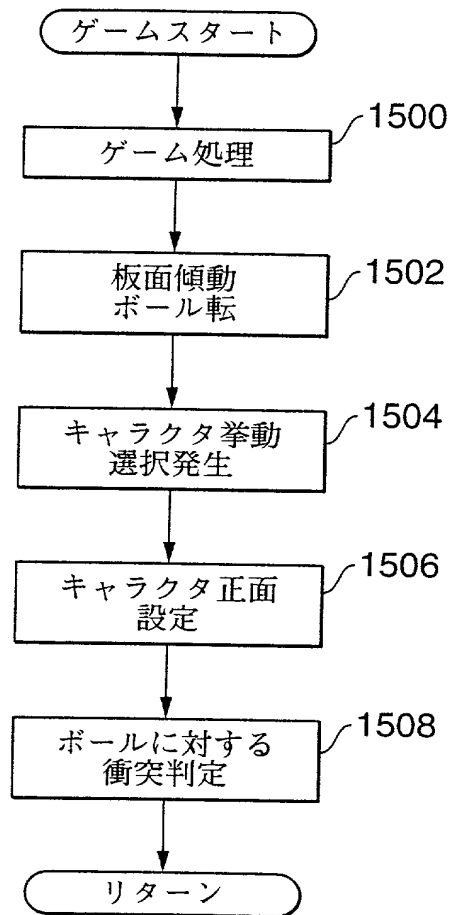 ゲームスタート
1500
ゲーム処理
1502
板面傾動
ボール転
1504
キャラクタ挙動
選択発生
1506
キャラクタ正面
設定
1508
ボールに対する
衝突判定
リターン